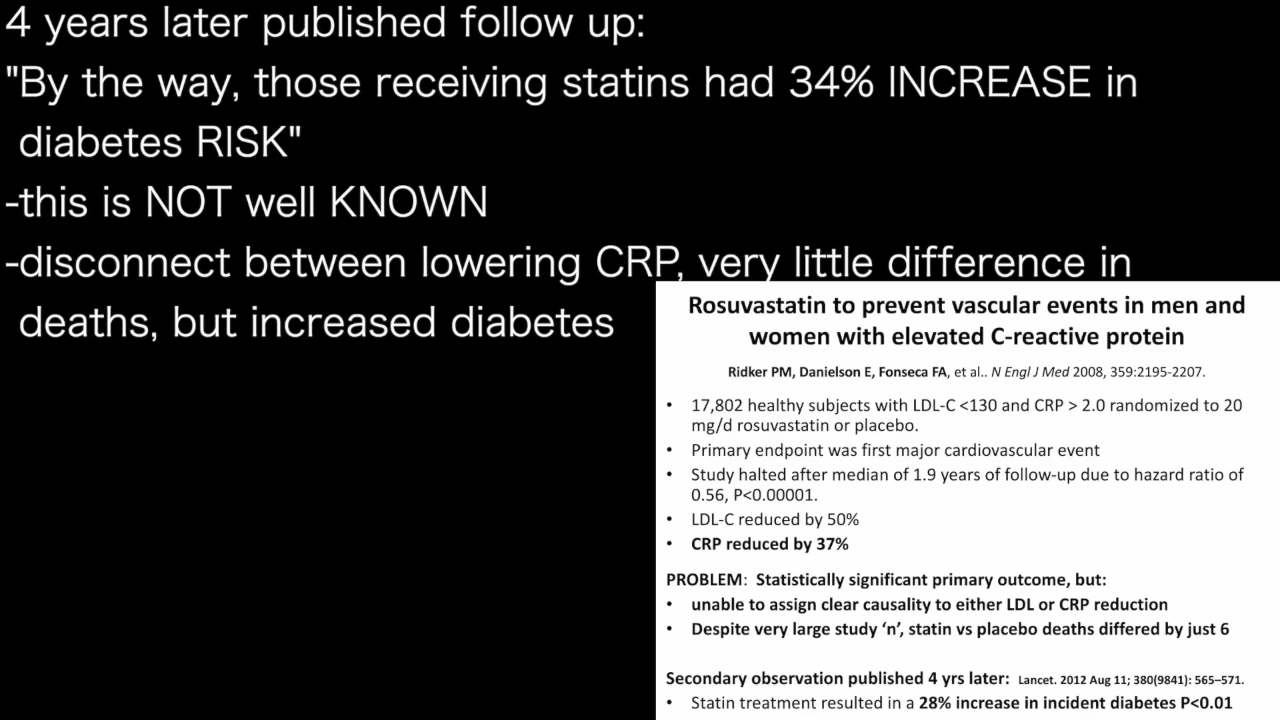 4 years later published follow up:
"By the way, those receiving statins had 34% INCREASE in
diabetes RISK"
-this is NOT well KNOWN
-disconnect between lowering CRP, very little difference in
deaths, but increased diabetes
Rosuvastatin to prevent vascular events in men and
women with elevated C-reactive protein
Ridker PM, Danielson E, Fonseca FA, et al.. N Engl J Med 2008, 359:2195-2207.
• 17,802 healthy subjects with LDL-C <130 and CRP > 2.0 randomized to 20
mg/d rosuvastatin or placebo.
• Primary endpoint was first major cardiovascular event
• Study halted after median of 1.9 years of follow-up due to hazard ratio of
0.56, P<0.00001.
• LDL-C reduced by 50%
• CRP reduced by 37%
PROBLEM: Statistically significant primary outcome, but:
• unable to assign clear causality to either LDL or CRP reduction
• Despite very large study ‘n’, statin vs placebo deaths differed by just 6
Secondary observation published 4 yrs later: Lancet. 2012 Aug 11; 380(9841): 565–571.
• Statin treatment resulted in a 28% increase in incident diabetes P<0.01